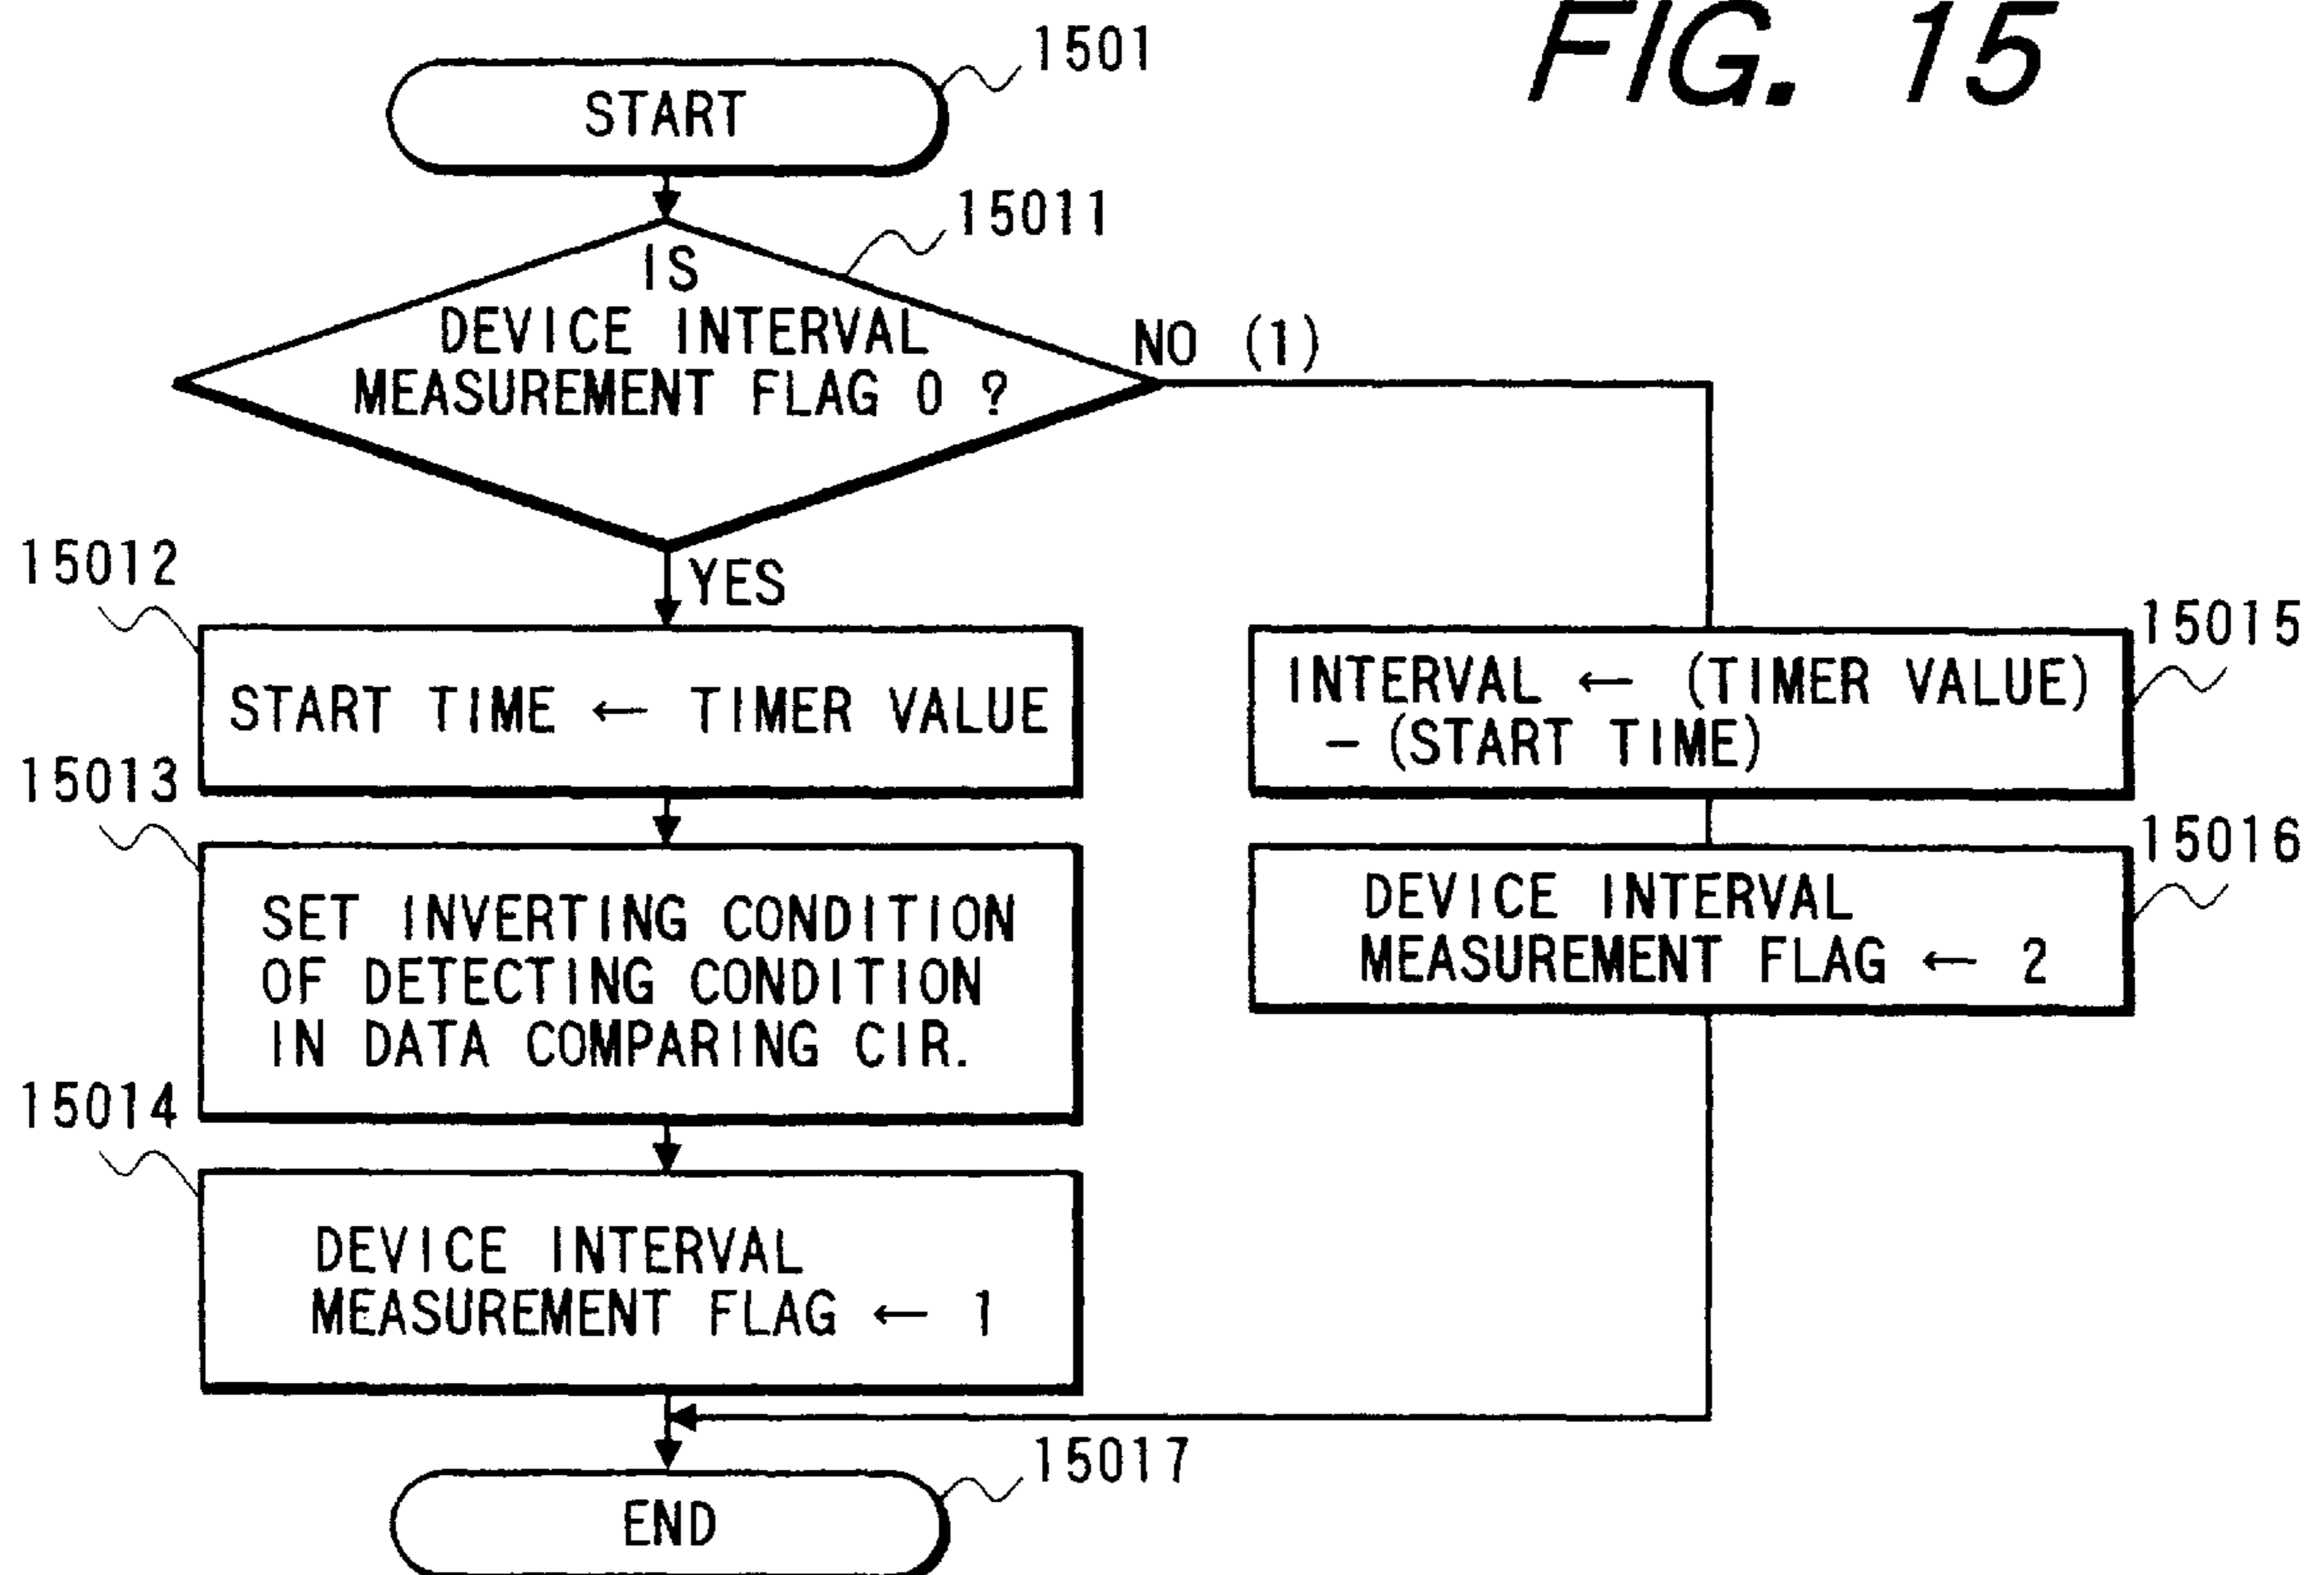 FIG. 15
1501
START
15011
IS
DEVICE INTERVAL
MEASUREMENT FLAG 0 ?
NO (1)
YES
15012
START TIME ← TIMER VALUE
15013
SET INVERTING CONDITION
OF DETECTING CONDITION
IN DATA COMPARING CIR.
15014
DEVICE INTERVAL
MEASUREMENT FLAG ← 1
15015
INTERVAL ← (TIMER VALUE)
- (START TIME)
15016
DEVICE INTERVAL
MEASUREMENT FLAG ← 2
15017
END